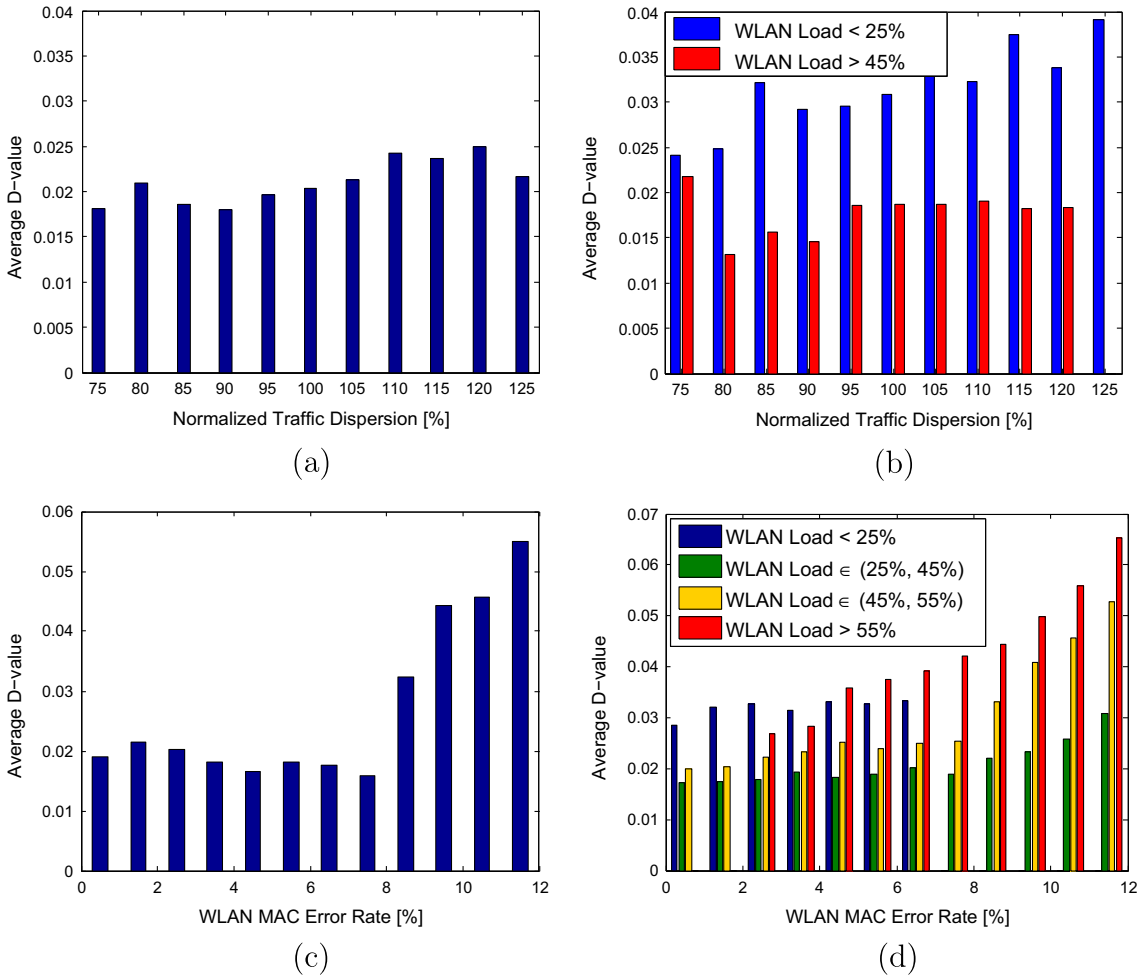 0.04
0.035
0.03
0.025
0.02
0.015
0.01
0.005
0
Average D−value
75 80 85 90 95 100 105 110 115 120 125
Normalized Traffic Dispersion [%]
(a)
WLAN Load < 25%
WLAN Load > 45%
0.04
0.035
0.03
0.025
0.02
0.015
0.01
0.005
0
Average D−value
75 80 85 90 95 100 105 110 115 120 125
Normalized Traffic Dispersion [%]
(b)
0.06
0.05
0.04
0.03
0.02
0.01
0
Average D−value
0 2 4 6 8 10 12
WLAN MAC Error Rate [%]
(c)
WLAN Load < 25%
WLAN Load ∈ (25%, 45%)
WLAN Load ∈ (45%, 55%)
WLAN Load > 55%
0.07
0.06
0.05
0.04
0.03
0.02
0.01
0
Average D−value
0 2 4 6 8 10 12
WLAN MAC Error Rate [%]
(d)